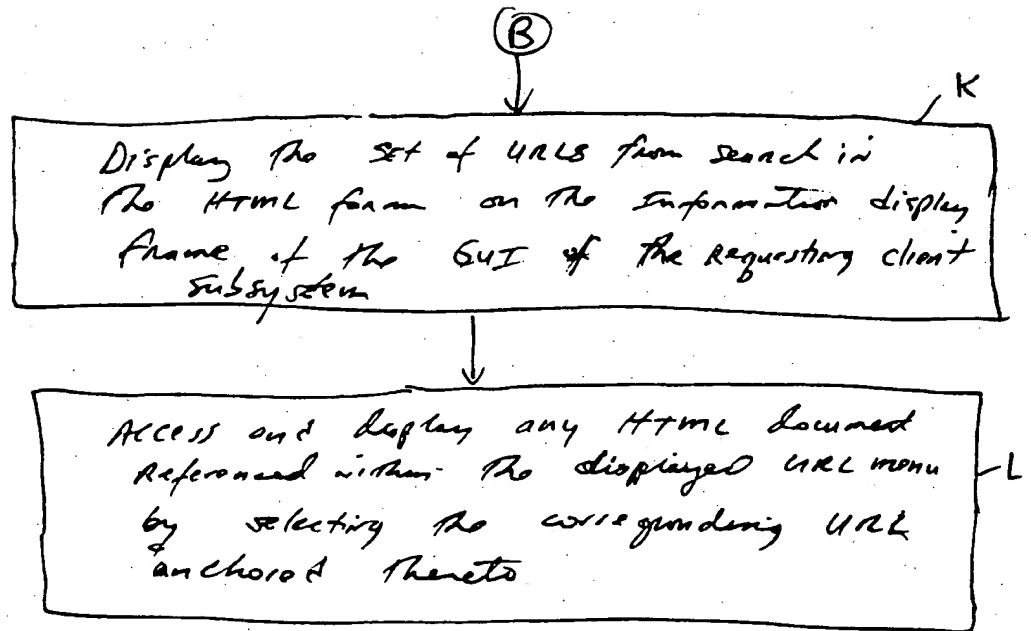 B
K
Display the set of URLs from search in
the HTML form on the Information display
frame of the GUI of the Requesting client
subsystem
Access and display any HTML document
Referenced within the displayed URL menu
L
by selecting the corresponding URL
anchored thereto